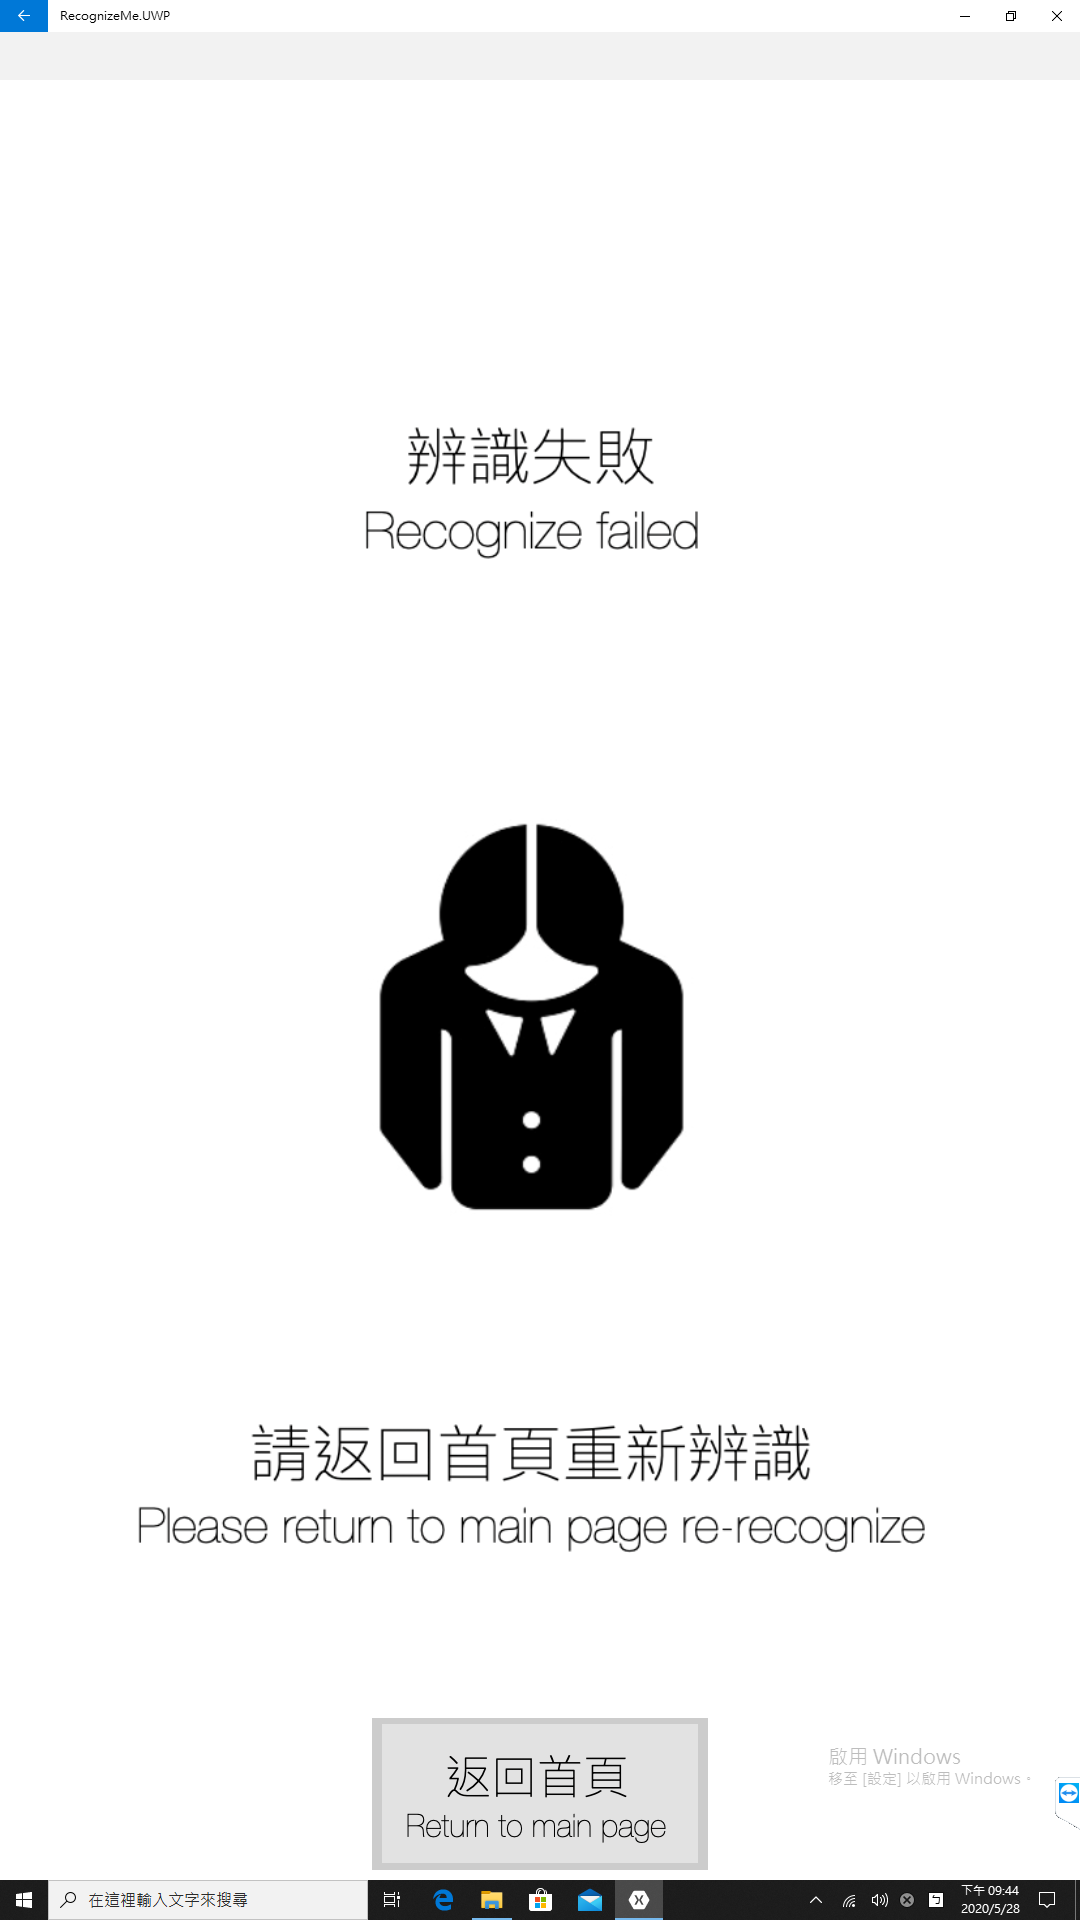 RecognizeMe.UWP
辨識失敗
Recognize failed
請返回首頁重新辨識
Please return to main page re-recognize
返回首頁
Return to main page
啟用 Windows
移至 [設定] 以啟用 Windows。
在這裡輸入文字來搜尋
下午 09:44
2020/5/28